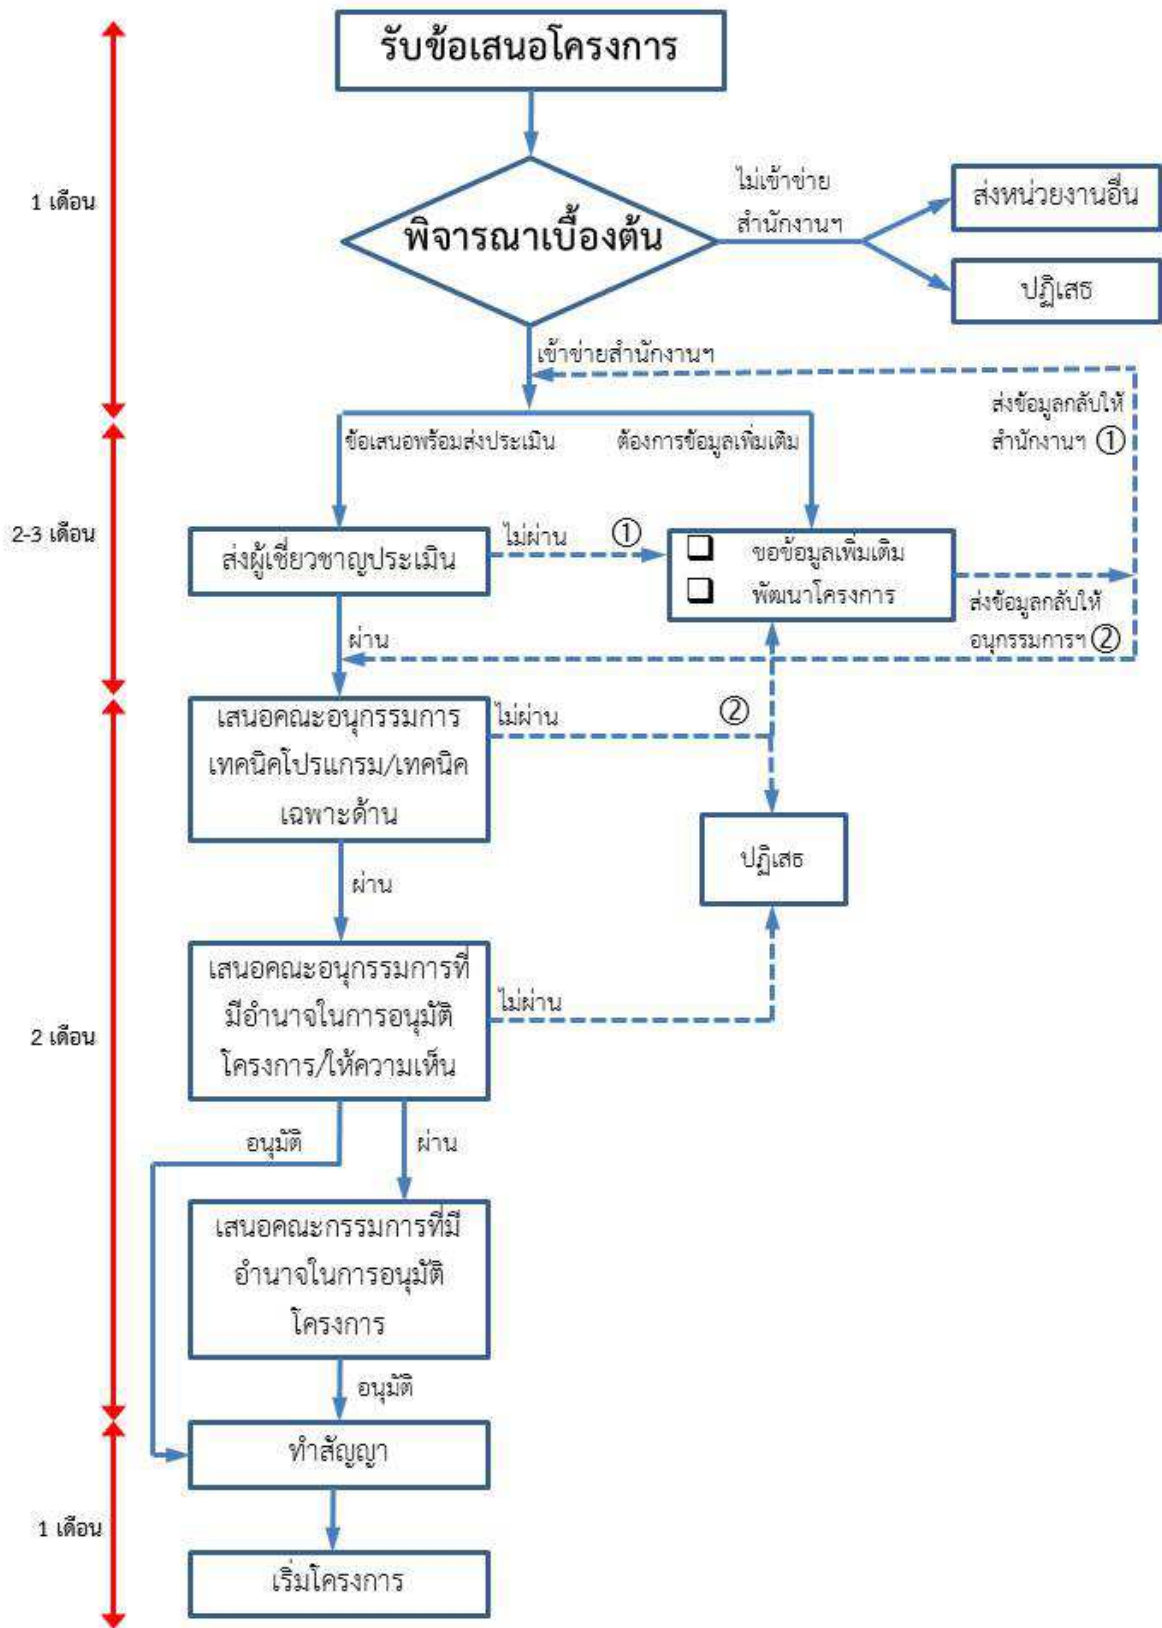 รับข้อเสนอโครงการ
1 เดือน
พิจารณาเบื้องต้น
ไม่เข้าข่าย
สำนักงานฯ
ส่งหน่วยงานอื่น
ปฏิเสธ
เข้าข่ายสำนักงานฯ
ส่งข้อมูลกลับให้
สำนักงานฯ ①
ข้อเสนอพร้อมส่งประเมิน
ต้องการข้อมูลเพิ่มเติม
2-3 เดือน
ส่งผู้เชี่ยวชาญประเมิน
ไม่ผ่าน ①
❑ ขอข้อมูลเพิ่มเติม
❑ พัฒนาโครงการ
ส่งข้อมูลกลับให้
อนุกรรมการฯ ②
ผ่าน
เสนอคณะอนุกรรมการ
เทคนิคโปรแกรม/เทคนิค
เฉพาะด้าน
ไม่ผ่าน ②
ปฏิเสธ
ผ่าน
2 เดือน
เสนอคณะอนุกรรมการที่
มีอำนาจในการอนุมัติ
โครงการ/ให้ความเห็น
ไม่ผ่าน
อนุมัติ
ผ่าน
เสนอคณะกรรมการที่มี
อำนาจในการอนุมัติ
โครงการ
อนุมัติ
ทำสัญญา
1 เดือน
เริ่มโครงการ